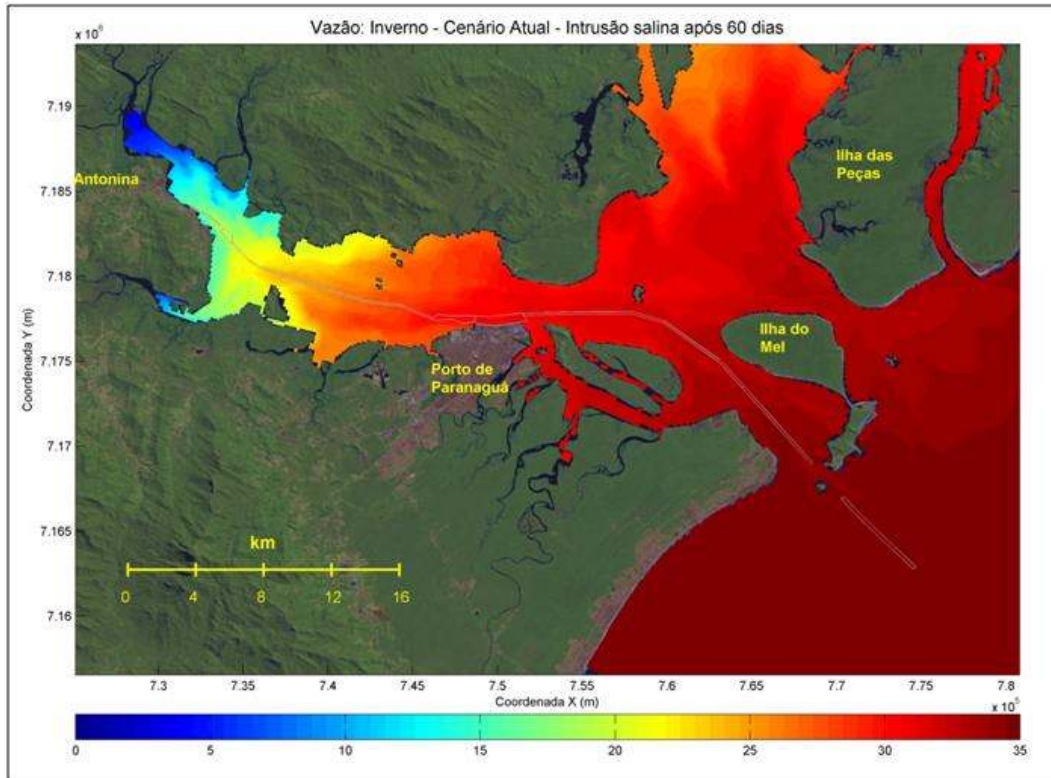 Vazão: Inverno - Cenário Atual - Intrusão salina após 60 dias
x 10⁶
7.19
7.185
7.18
7.175
7.17
7.165
7.16
Coordenada Y (m)
Antonina
Ilha das
Peças
Ilha do
Mel
Porto de
Paranaguá
km
0 4 8 12 16
7.3 7.35 7.4 7.45 7.5 7.55 7.6 7.65 7.7 7.75 7.8
Coordenada X (m)
x 10⁵
0 5 10 15 20 25 30 35